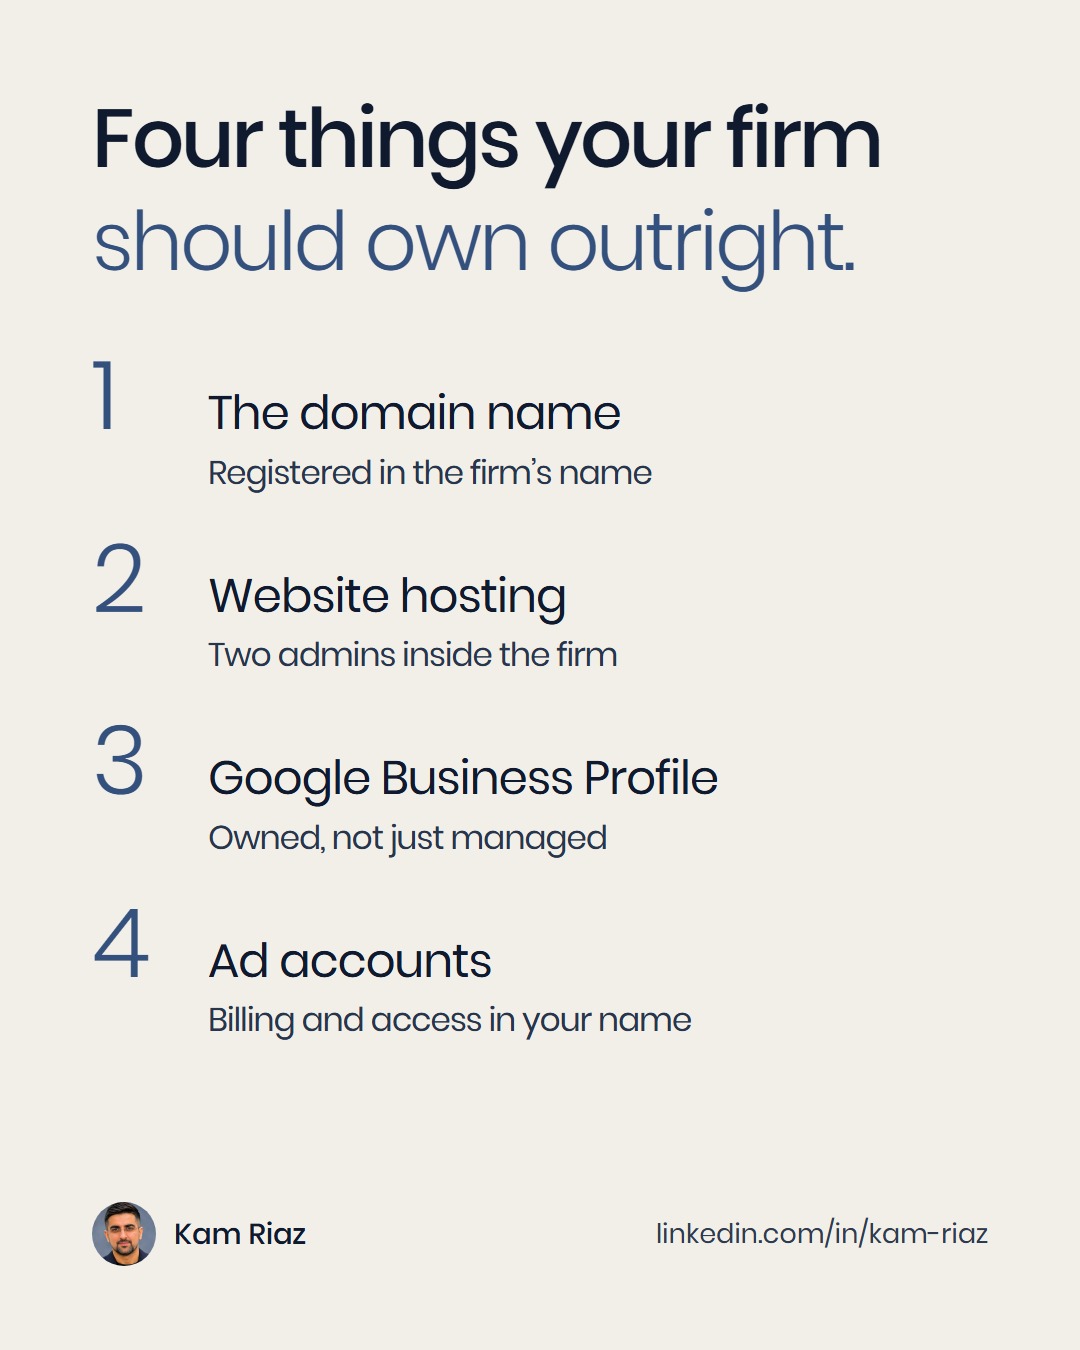 Four things your firm
should own outright.
1
The domain name
Registered in the firm’s name
2
Website hosting
Two admins inside the firm
3
Google Business Profile
Owned, not just managed
4
Ad accounts
Billing and access in your name
Kam Riaz
linkedin.com/in/kam-riaz